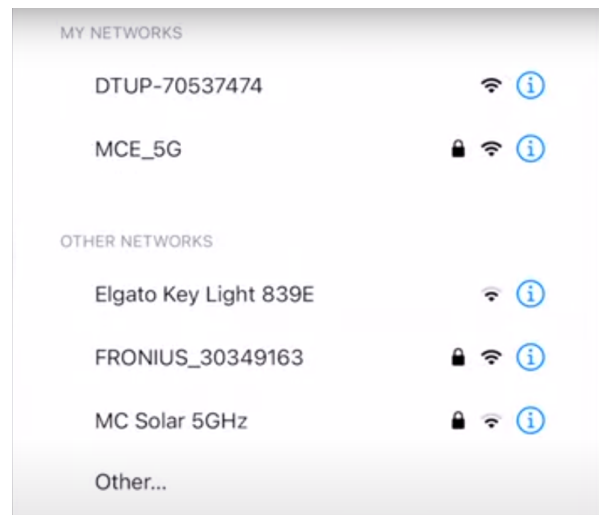 MY NETWORKS
DTUP-70537474
MCE_5G
OTHER NETWORKS
Elgato Key Light 839E
FRONIUS_30349163
MC Solar 5GHz
Other...